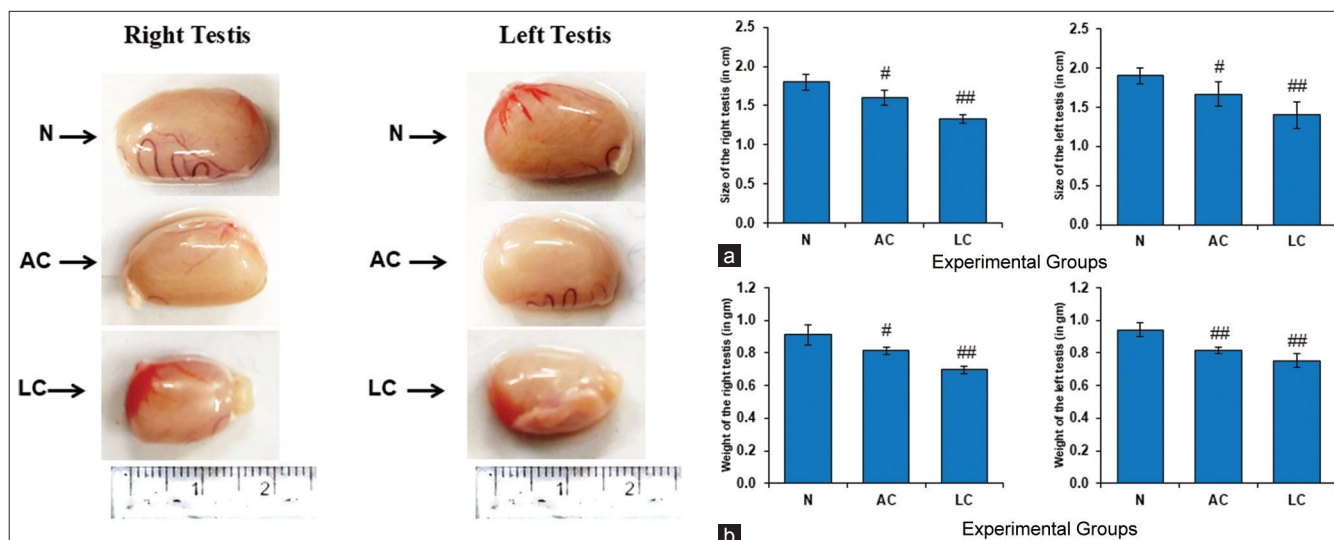 Right Testis
Left Testis
N
AC
LC
N
AC
LC
1 2
1 2
Size of the right testis (in cm)
2.5
2.0
1.5
1.0
0.5
0.0
#
##
N AC LC
Size of the left testis (in cm)
2.5
2.0
1.5
1.0
0.5
0.0
#
##
N AC LC
a
Experimental Groups
Weight of the right testis (in gm)
1.2
1.0
0.8
0.6
0.4
0.2
0.0
#
##
N AC LC
Weight of the left testis (in gm)
1.2
1.0
0.8
0.6
0.4
0.2
0.0
##
##
N AC LC
b
Experimental Groups